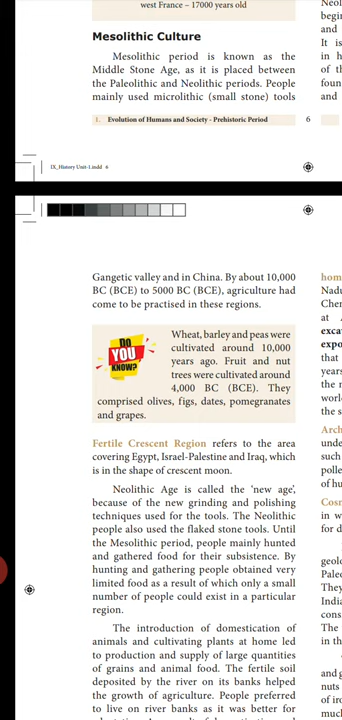 west France – 17000 years old
Mesolithic Culture
Mesolithic period is known as the
Middle Stone Age, as it is placed between
the Paleolithic and Neolithic periods. People
mainly used microlithic (small stone) tools
1. Evolution of Humans and Society - Prehistoric Period 6
IX_History Unit-1.indd 6
Gangetic valley and in China. By about 10,000
BC (BCE) to 5000 BC (BCE), agriculture had
come to be practised in these regions.
DO
YOU
KNOW?
Wheat, barley and peas were
cultivated around 10,000
years ago. Fruit and nut
trees were cultivated around
4,000 BC (BCE). They
comprised olives, figs, dates, pomegranates
and grapes.
Fertile Crescent Region refers to the area
covering Egypt, Israel-Palestine and Iraq, which
is in the shape of crescent moon.
Neolithic Age is called the ‘new age’,
because of the new grinding and polishing
techniques used for the tools. The Neolithic
people also used the flaked stone tools. Until
the Mesolithic period, people mainly hunted
and gathered food for their subsistence. By
hunting and gathering people obtained very
limited food as a result of which only a small
number of people could exist in a particular
region.
The introduction of domestication of
animals and cultivating plants at home led
to production and supply of large quantities
of grains and animal food. The fertile soil
deposited by the river on its banks helped
the growth of agriculture. People preferred
to live on river banks as it was better for